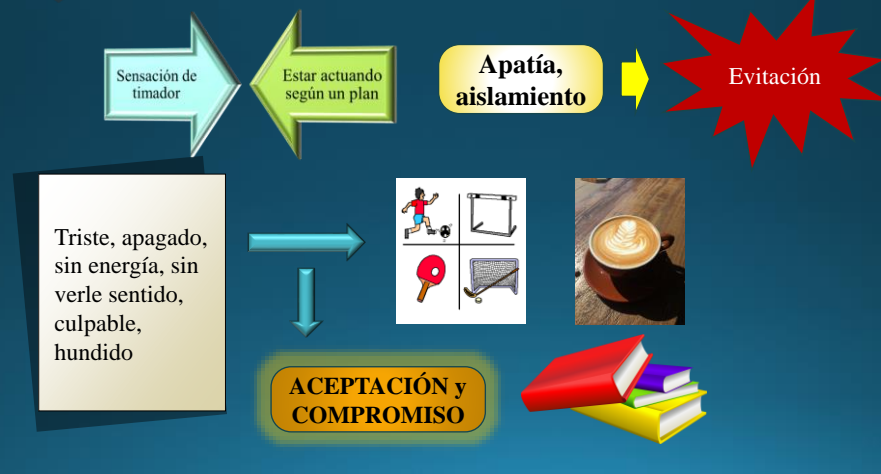 Sensación de
timador
Estar actuando
según un plan
Apatía,
aislamiento
Evitación
Triste, apagado,
sin energía, sin
verle sentido,
culpable,
hundido
ACEPTACIÓN y
COMPROMISO